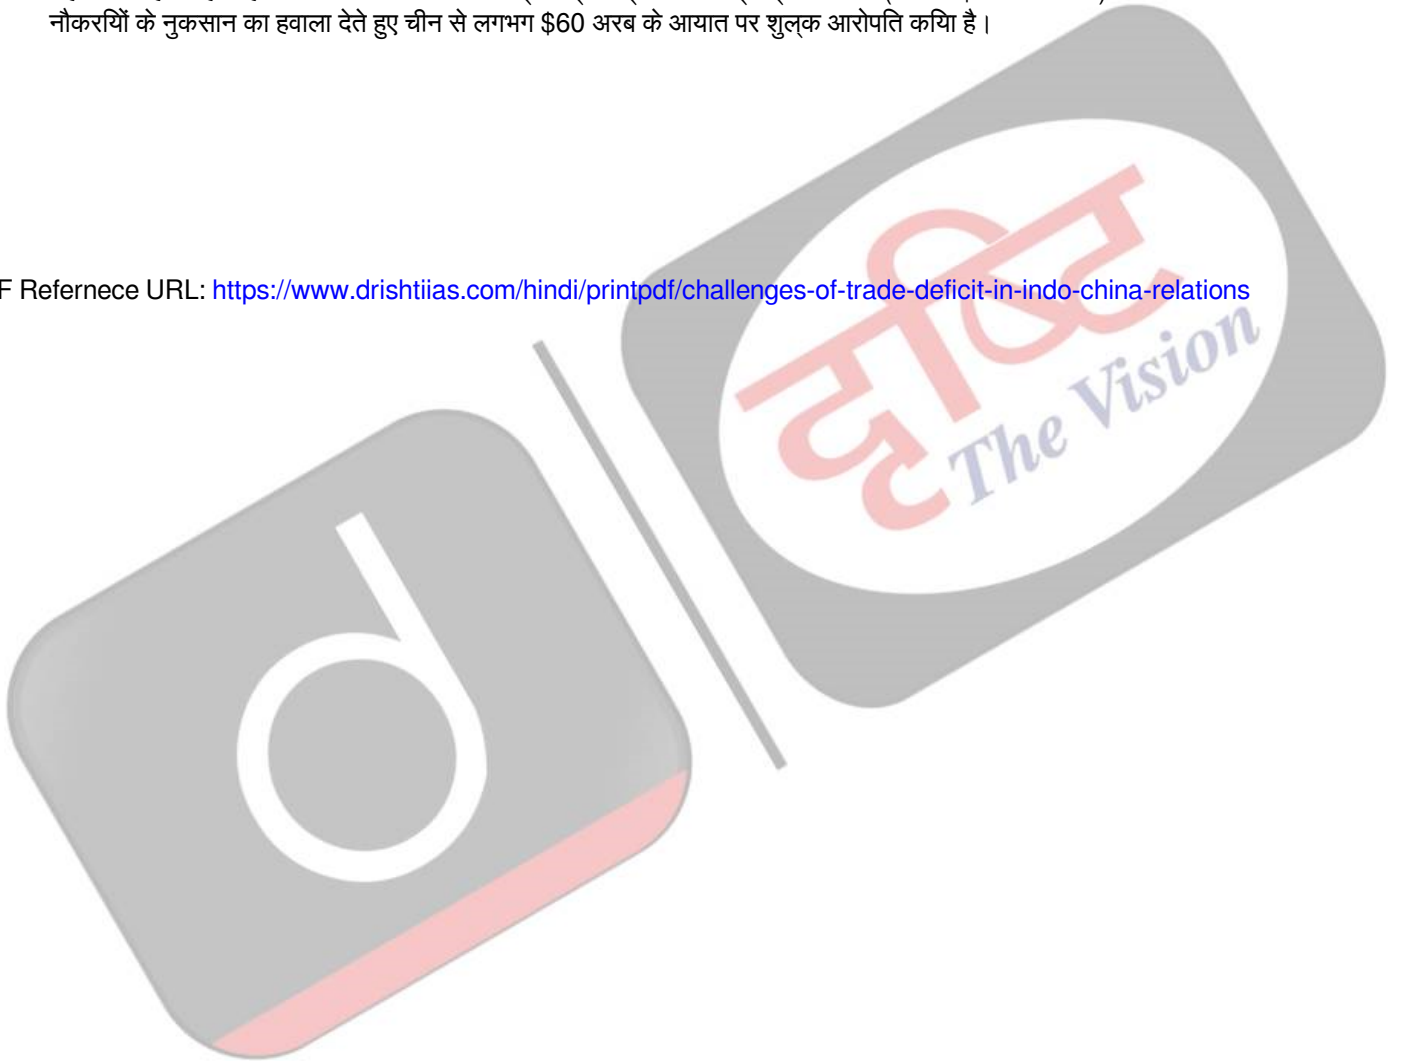 नौकरियों के नुकसान का हवाला देते हुए चीन से लगभग $60 अरब के आयात पर शुल्क आरोपित किया है।
F Refernece URL: https://www.drishtiias.com/hindi/printpdf/challenges-of-trade-deficit-in-indo-china-relations
दृष्टि
The Vision
d